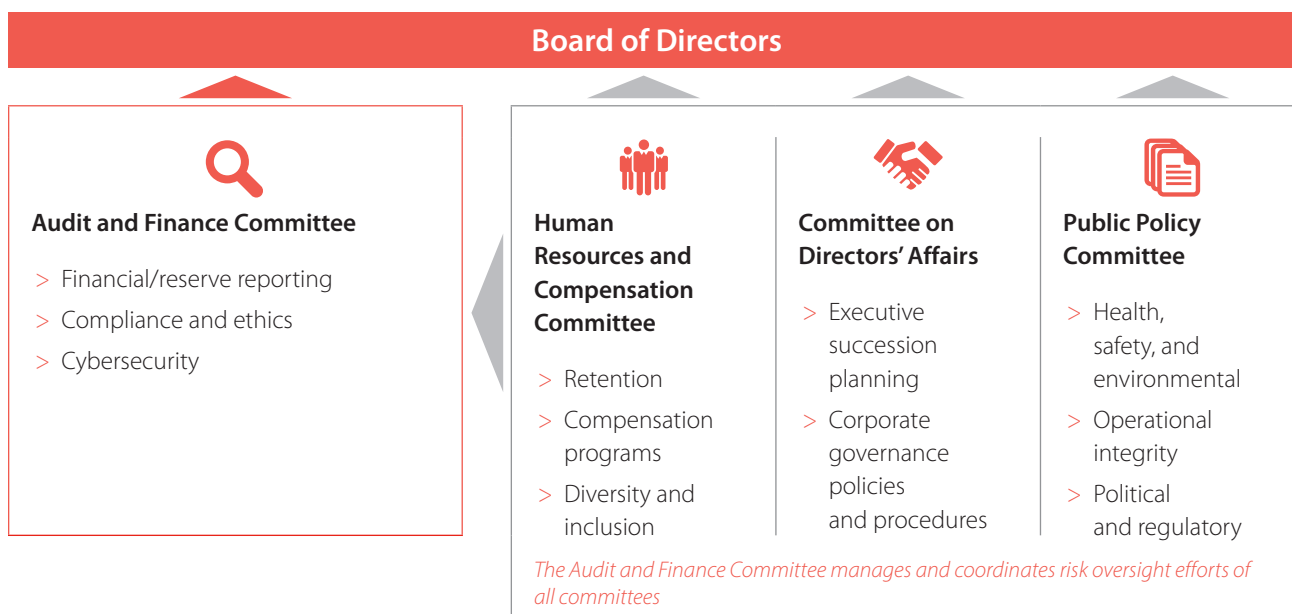 Board of Directors
Audit and Finance Committee
> Financial/reserve reporting
> Compliance and ethics
> Cybersecurity
Human
Resources and
Compensation
Committee
> Retention
> Compensation
programs
> Diversity and
inclusion
Committee on
Directors’ Affairs
> Executive
succession
planning
> Corporate
governance
policies
and procedures
Public Policy
Committee
> Health,
safety, and
environmental
> Operational
integrity
> Political
and regulatory
The Audit and Finance Committee manages and coordinates risk oversight efforts of
all committees